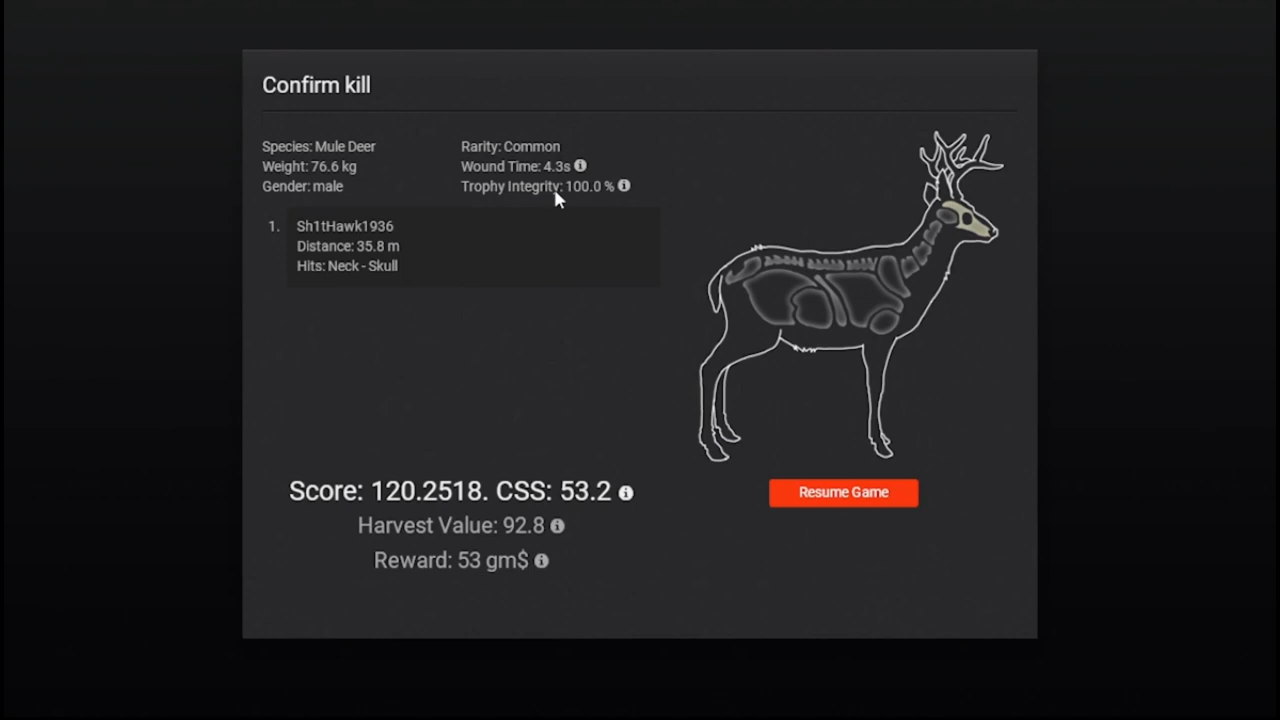 Confirm kill
Species: Mule Deer
Weight: 76.6 kg
Gender: male
Rarity: Common
Wound Time: 4.3s
Trophy Integrity: 100.0 %
1.
Sh1tHawk1936
Distance: 35.8 m
Hits: Neck - Skull
Score: 120.2518. CSS: 53.2
Harvest Value: 92.8
Reward: 53 gm$
Resume Game